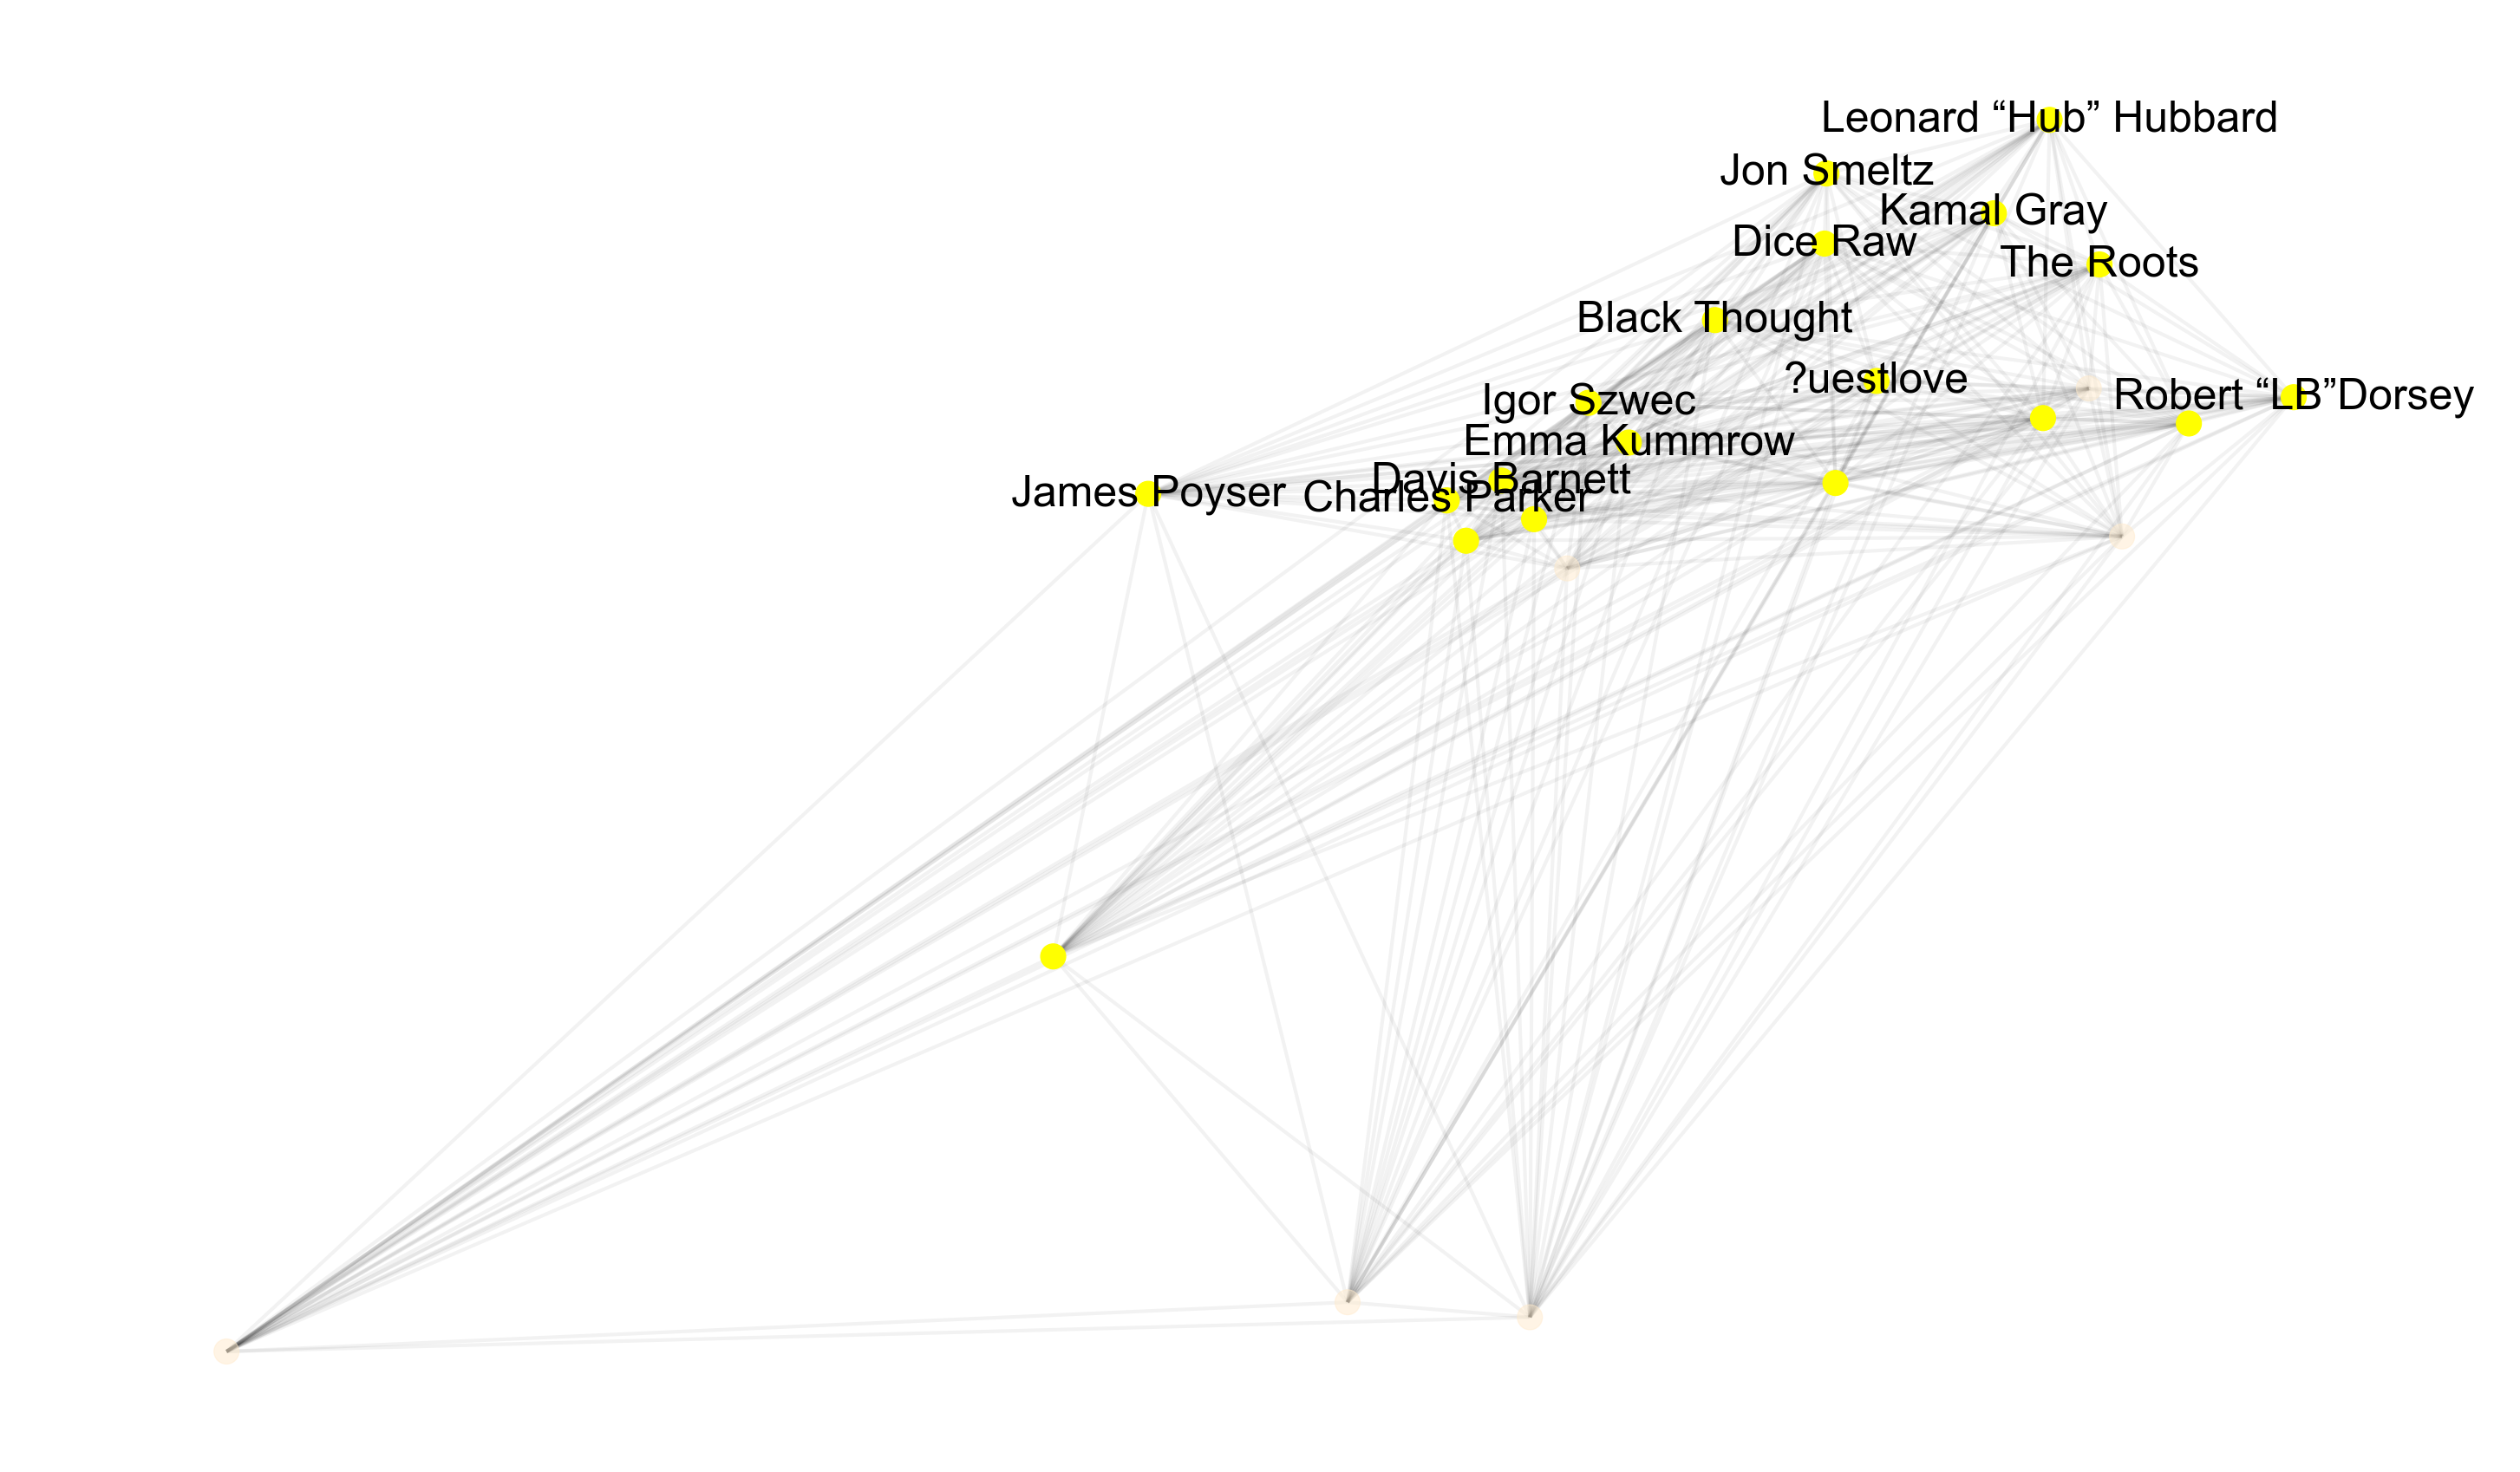 Leonard “Hub” Hubbard
Jon Smeltz
Kamal Gray
Dice Raw
The Roots
Black Thought
?uestlove
Robert “LB”Dorsey
Igor Szwec
Emma Kummrow
Davis Barnett
James Poyser
Charles Parker